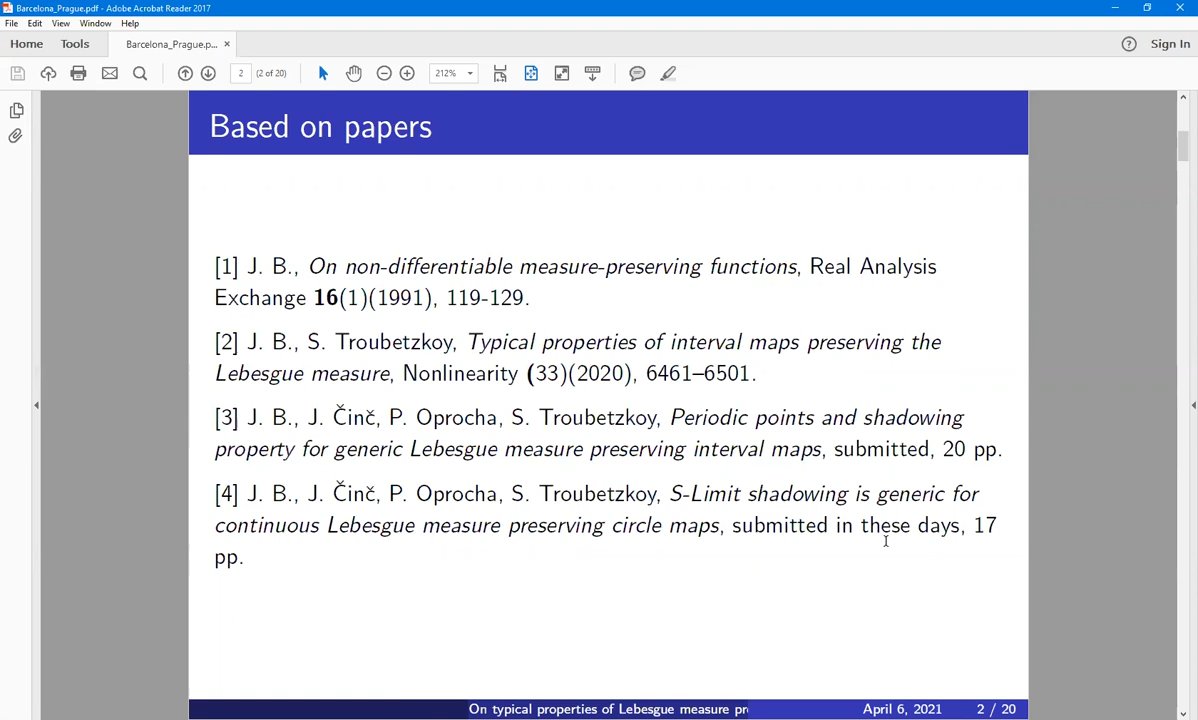 Barcelona_Prague.pdf - Adobe Acrobat Reader 2017
File Edit View Window Help
Home Tools Barcelona_Prague.p... × Sign In
2 (2 of 20) 212%
Based on papers
[1] J. B., On non-differentiable measure-preserving functions, Real Analysis
Exchange 16(1)(1991), 119-129.
[2] J. B., S. Troubetzkoy, Typical properties of interval maps preserving the
Lebesgue measure, Nonlinearity (33)(2020), 6461–6501.
[3] J. B., J. Činč, P. Oprocha, S. Troubetzkoy, Periodic points and shadowing
property for generic Lebesgue measure preserving interval maps, submitted, 20 pp.
[4] J. B., J. Činč, P. Oprocha, S. Troubetzkoy, S-Limit shadowing is generic for
continuous Lebesgue measure preserving circle maps, submitted in these days, 17
pp.
On typical properties of Lebesgue measure pr April 6, 2021 2 / 20